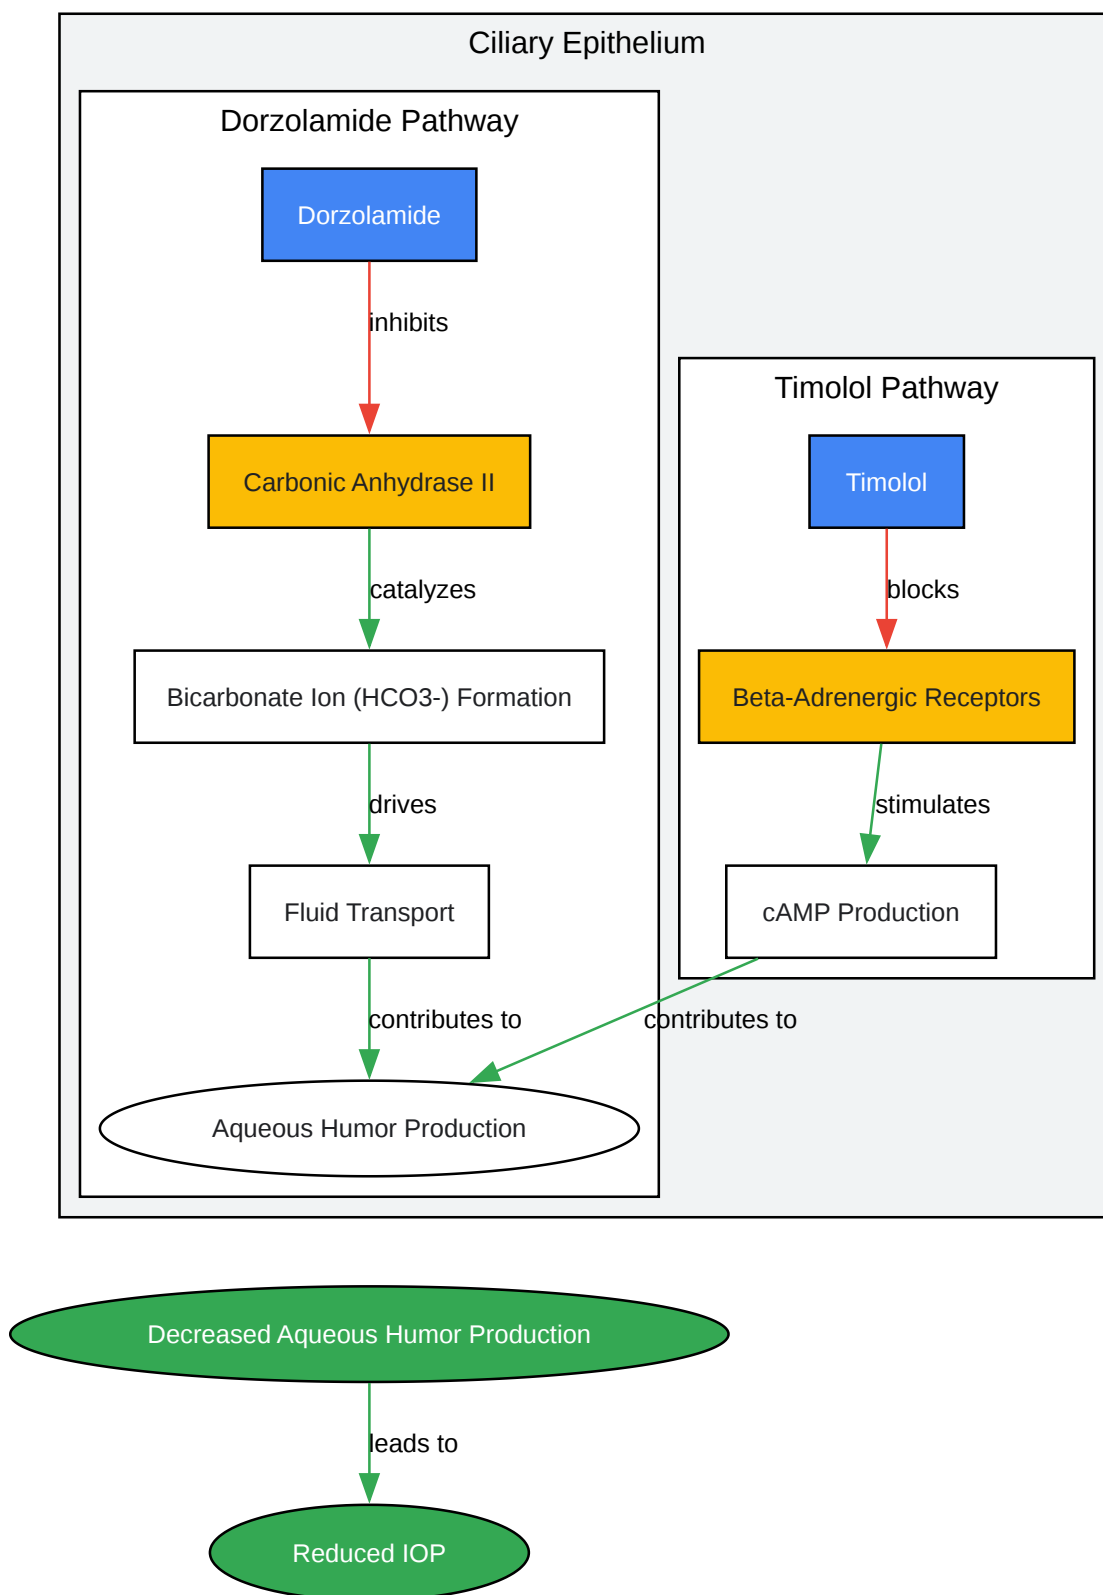 Ciliary Epithelium
Dorzolamide Pathway
Dorzolamide
inhibits
Carbonic Anhydrase II
catalyzes
Bicarbonate Ion (HCO3-) Formation
drives
Fluid Transport
contributes to
Aqueous Humor Production
Timolol Pathway
Timolol
blocks
Beta-Adrenergic Receptors
stimulates
cAMP Production
contributes to
Decreased Aqueous Humor Production
leads to
Reduced IOP